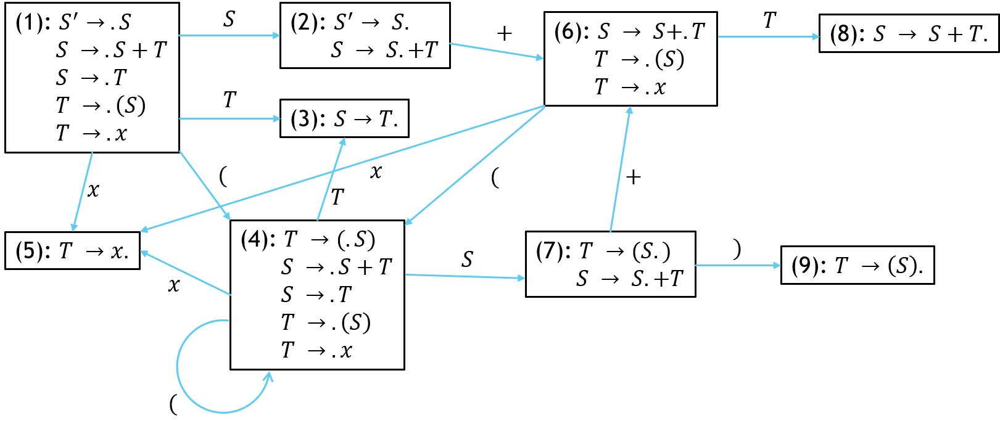 (1): S′ → .S
S → .S + T
S → .T
T → .(S)
T → .x
S
(2): S′ → S.
S → S.+T
+
(6): S → S+.T
T → .(S)
T → .x
T
(8): S → S + T.
T
(3): S → T.
x
(
T
x
(
+
(5): T → x.
x
(4): T → (.S)
S → .S + T
S → .T
T → .(S)
T → .x
(
S
(7): T → (S.)
S → S.+T
)
(9): T → (S).